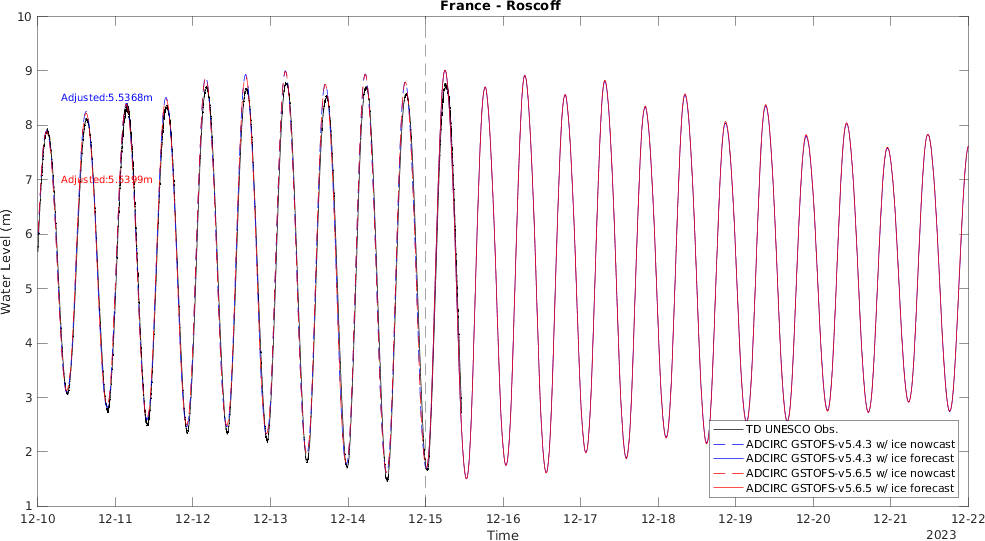 France - Roscoff
10
9
8
7
6
5
4
3
2
1
Water Level (m)
Adjusted:5.5368m
Adjusted:5.5399m
TD UNESCO Obs.
ADCIRC GSTOFS-v5.4.3 w/ ice nowcast
ADCIRC GSTOFS-v5.4.3 w/ ice forecast
ADCIRC GSTOFS-v5.6.5 w/ ice nowcast
ADCIRC GSTOFS-v5.6.5 w/ ice forecast
12-10 12-11 12-12 12-13 12-14 12-15 12-16 12-17 12-18 12-19 12-20 12-21 12-22
Time
2023